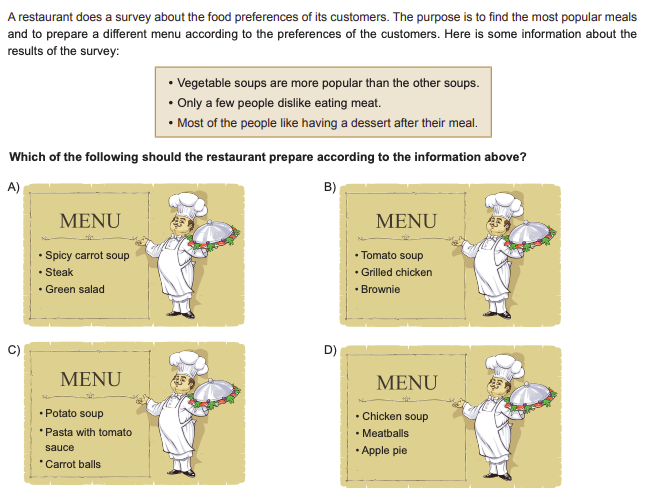 A restaurant does a survey about the food preferences of its customers. The purpose is to find the most popular meals
and to prepare a different menu according to the preferences of the customers. Here is some information about the
results of the survey:
• Vegetable soups are more popular than the other soups.
• Only a few people dislike eating meat.
• Most of the people like having a dessert after their meal.
Which of the following should the restaurant prepare according to the information above?
A)
MENU
• Spicy carrot soup
• Steak
• Green salad
B)
MENU
• Tomato soup
• Grilled chicken
• Brownie
C)
MENU
• Potato soup
• Pasta with tomato
sauce
• Carrot balls
D)
MENU
• Chicken soup
• Meatballs
• Apple pie